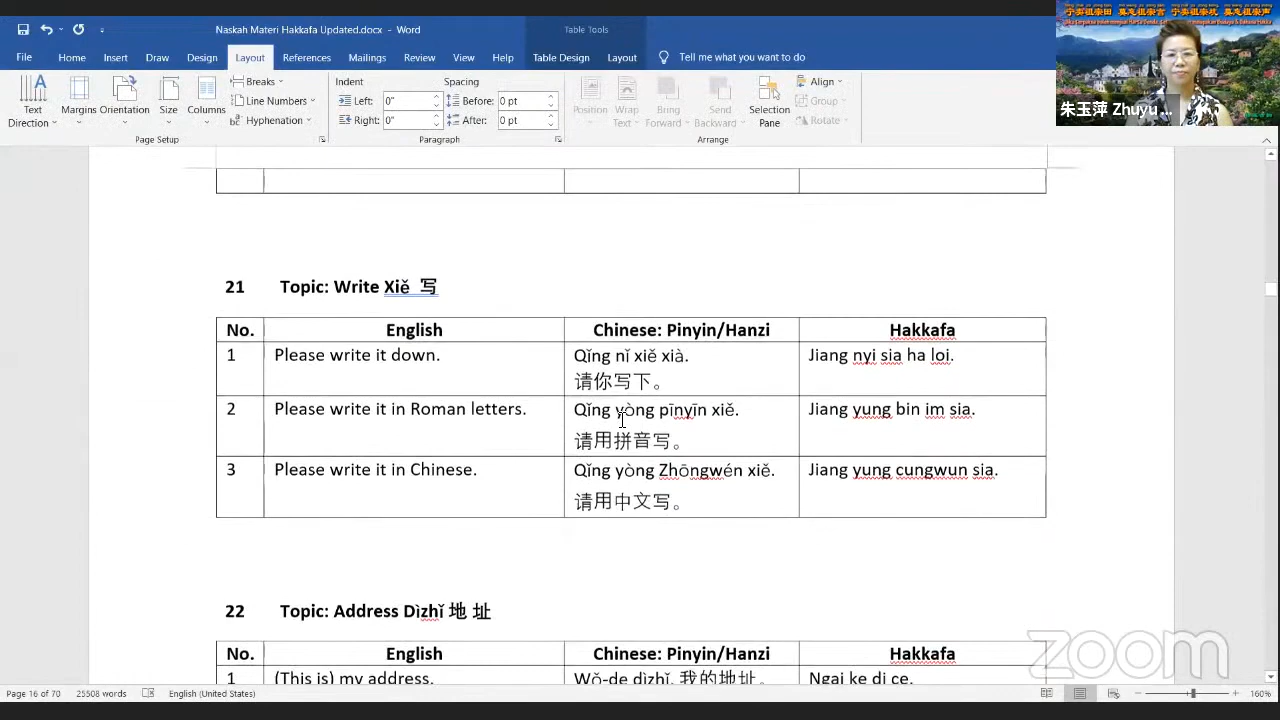 Naskah Materi Hakkafa Updated.docx - Word
Table Tools
File Home Insert Draw Design Layout References Mailings Review View Help Table Design Layout Tell me what you want to do
Text Direction Margins Orientation Size Columns
Breaks
Line Numbers
Hyphenation
Page Setup
Indent Spacing
Left: 0" Before: 0 pt
Right: 0" After: 0 pt
Paragraph
Position Wrap Text Bring Forward Send Backward Selection Pane
Align
Group
Rotate
Arrange
朱玉萍 Zhuyu ...
21 Topic: Write Xiě 写
No. English Chinese: Pinyin/Hanzi Hakkafa
1 Please write it down. Qǐng nǐ xiě xià. Jiang nyi sia ha loi.
请你写下。
2 Please write it in Roman letters. Qǐng yòng pīnyīn xiě. Jiang yung bin im sia.
请用拼音写。
3 Please write it in Chinese. Qǐng yòng Zhōngwén xiě. Jiang yung cungwun sia.
请用中文写。
22 Topic: Address Dìzhǐ 地 址
No. English Chinese: Pinyin/Hanzi Hakkafa
1 (This is) my address. Wǒ-de dìzhǐ. 我的地址。 Ngai ke di ce.
zoom
Page 16 of 70 25508 words English (United States) 160%